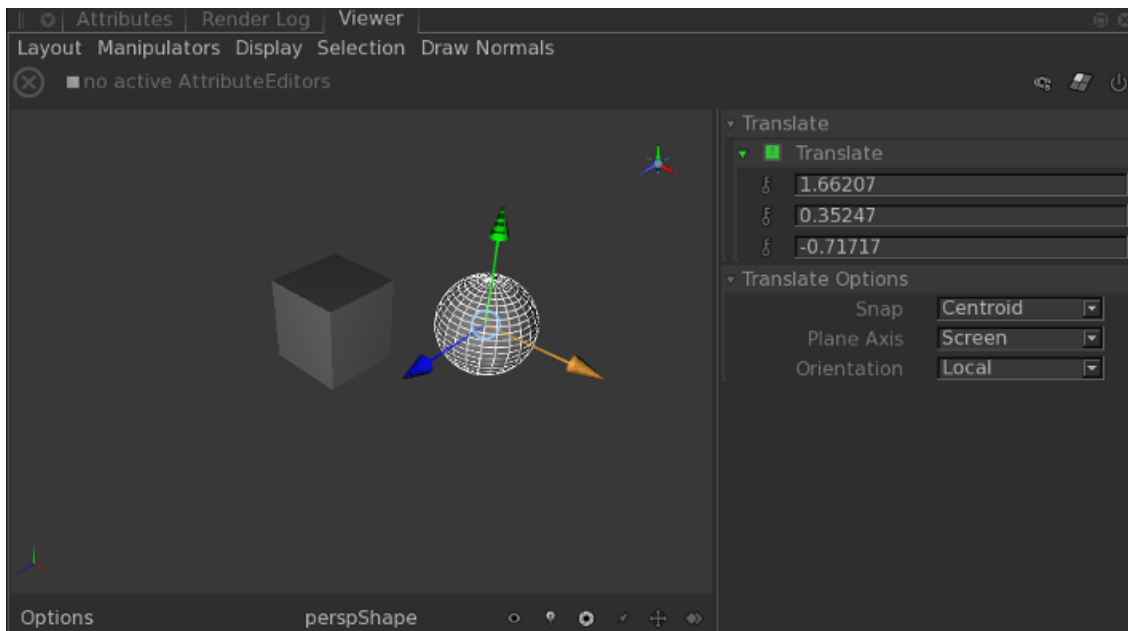 Attributes Render Log Viewer
Layout Manipulators Display Selection Draw Normals
no active AttributeEditors
Translate
Translate
1.66207
0.35247
-0.71717
Translate Options
Snap Centroid
Plane Axis Screen
Orientation Local
Options perspShape